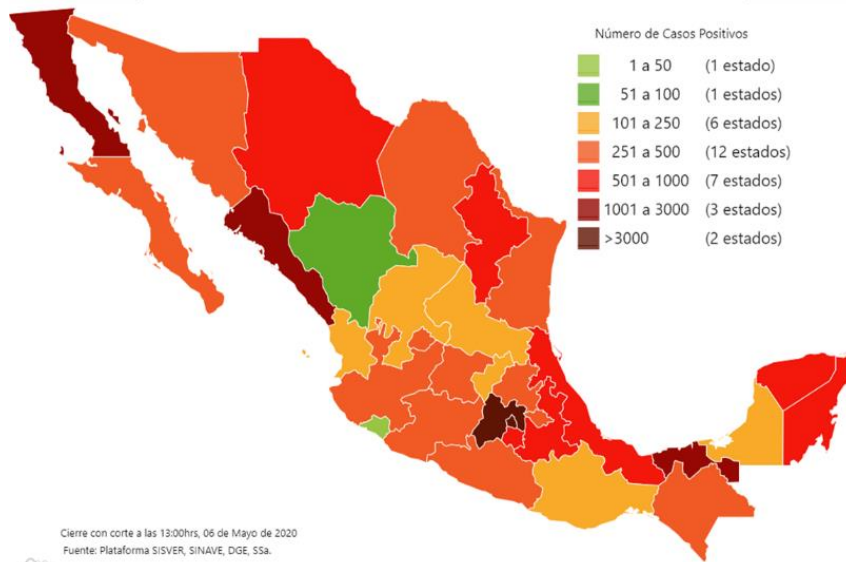 Número de Casos Positivos
1 a 50 (1 estado)
51 a 100 (1 estados)
101 a 250 (6 estados)
251 a 500 (12 estados)
501 a 1000 (7 estados)
1001 a 3000 (3 estados)
>3000 (2 estados)
Cierre con corte a las 13:00hrs, 06 de Mayo de 2020
Fuente: Plataforma SISVER, SINAVE, DGE, SSa.